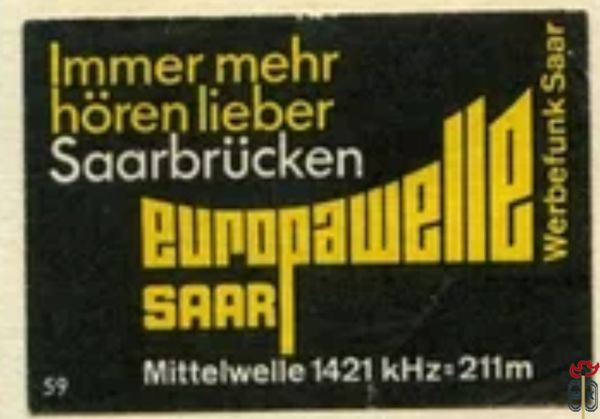 Immer mehr
hören lieber
Saarbrücken
europawelle
SAAR
Werbefunk Saar
Mittelwelle 1421 kHz=211m
59